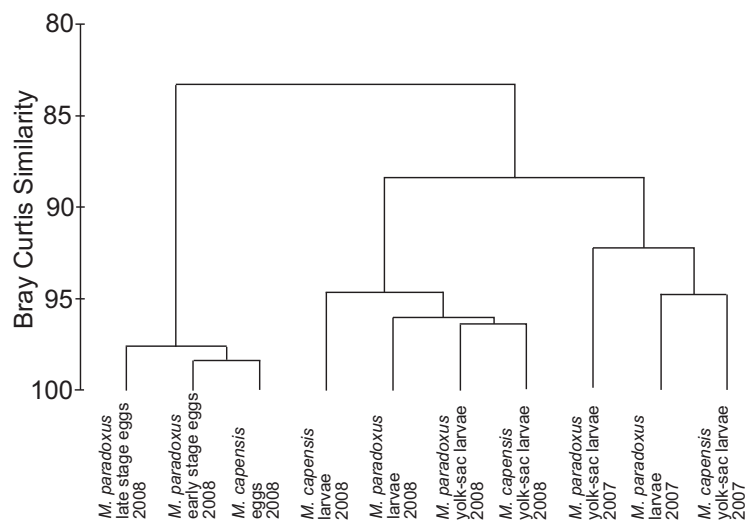 80
85
90
95
100
Bray Curtis Similarity
M. paradoxus
late stage eggs
2008
M. paradoxus
early stage eggs
2008
M. capensis
eggs
2008
M. capensis
larvae
2008
M. paradoxus
larvae
2008
M. paradoxus
yolk-sac larvae
2008
M. capensis
yolk-sac larvae
2008
M. paradoxus
yolk-sac larvae
2007
M. paradoxus
larvae
2007
M. capensis
yolk-sac larvae
2007